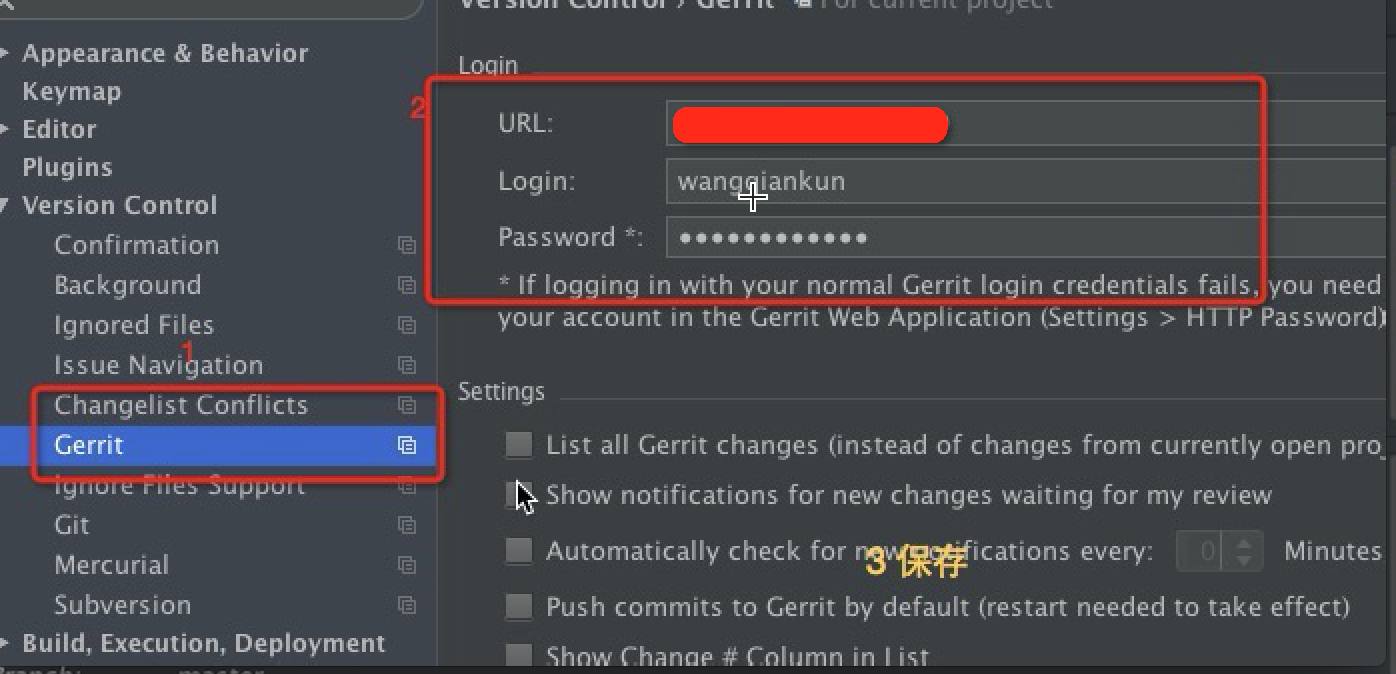 Version Control › Gerrit For current project
Appearance & Behavior
Keymap
Editor
Plugins
Version Control
Confirmation
Background
Ignored Files
Issue Navigation
1
Changelist Conflicts
Gerrit
Ignore Files Support
Git
Mercurial
Subversion
Build, Execution, Deployment
Branch: master
Login
2
URL:
Login: wangqiankun
Password *: ••••••••••••
* If logging in with your normal Gerrit login credentials fails, you need
your account in the Gerrit Web Application (Settings > HTTP Password)
Settings
List all Gerrit changes (instead of changes from currently open pro
Show notifications for new changes waiting for my review
Automatically check for new notifications every: 0 Minutes
3 保存
Push commits to Gerrit by default (restart needed to take effect)
Show Change # Column in List